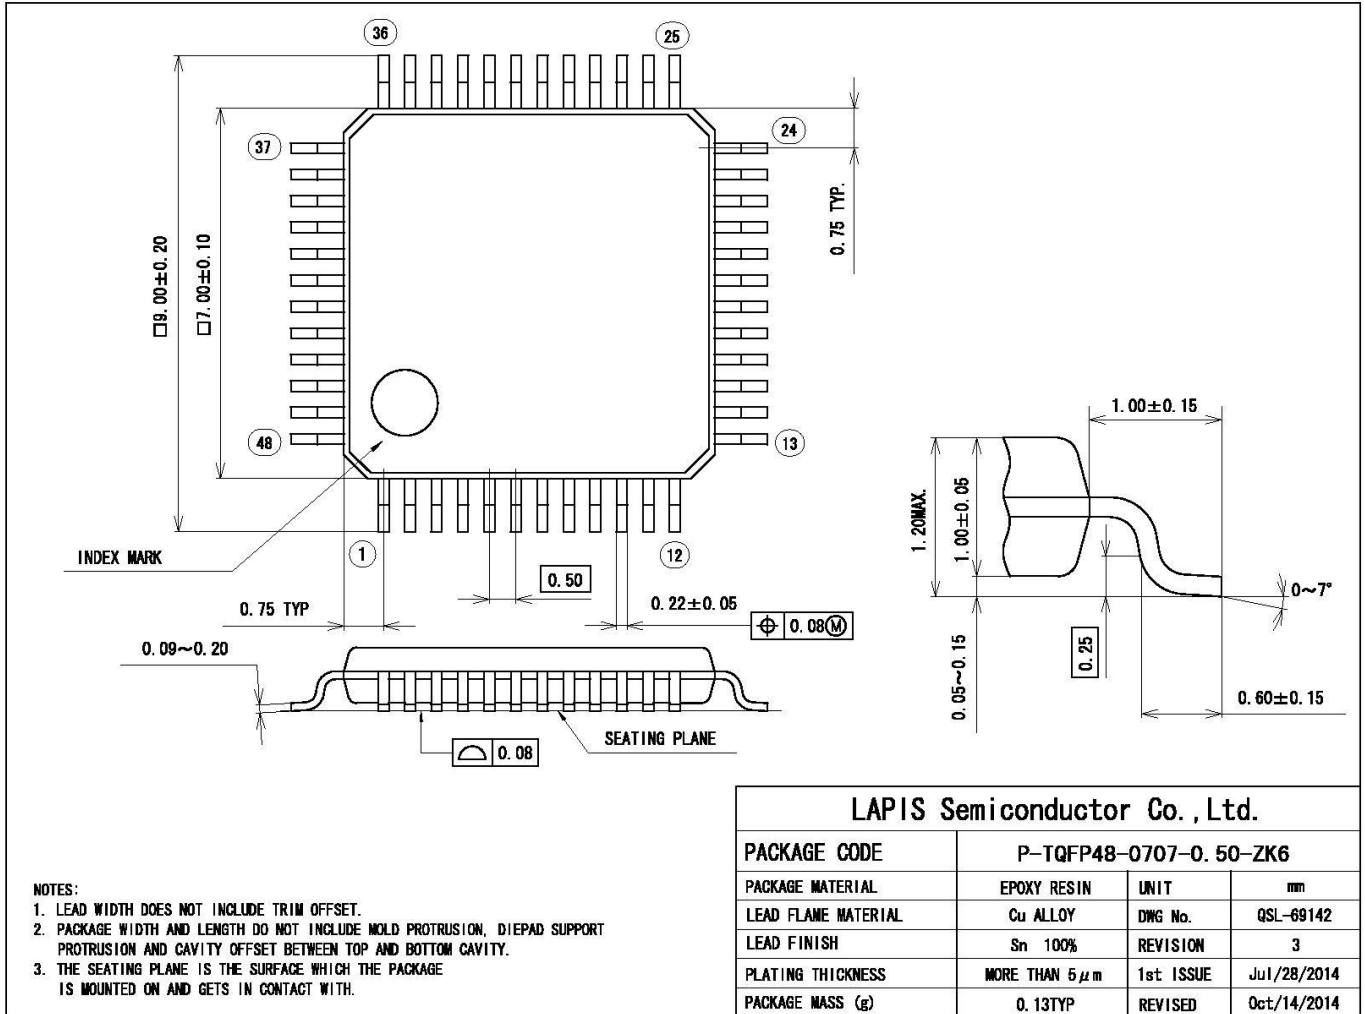 36
25
37
24
□9.00±0.20
□7.00±0.10
0.75 TYP.
48
13
INDEX MARK
1
12
0.50
0.75 TYP
0.22±0.05
⌖ 0.08Ⓜ
0.09~0.20
SEATING PLANE
⌓ 0.08
1.00±0.15
1.20MAX.
1.00±0.05
0~7°
0.25
0.05~0.15
0.60±0.15
LAPIS Semiconductor Co.,Ltd.
PACKAGE CODE P-TQFP48-0707-0.50-ZK6
PACKAGE MATERIAL EPOXY RESIN UNIT mm
LEAD FLAME MATERIAL Cu ALLOY DWG No. QSL-69142
LEAD FINISH Sn 100% REVISION 3
PLATING THICKNESS MORE THAN 5μm 1st ISSUE Jul/28/2014
PACKAGE MASS (g) 0.13TYP REVISED Oct/14/2014
NOTES:
1. LEAD WIDTH DOES NOT INCLUDE TRIM OFFSET.
2. PACKAGE WIDTH AND LENGTH DO NOT INCLUDE MOLD PROTRUSION, DIEPAD SUPPORT
PROTRUSION AND CAVITY OFFSET BETWEEN TOP AND BOTTOM CAVITY.
3. THE SEATING PLANE IS THE SURFACE WHICH THE PACKAGE
IS MOUNTED ON AND GETS IN CONTACT WITH.